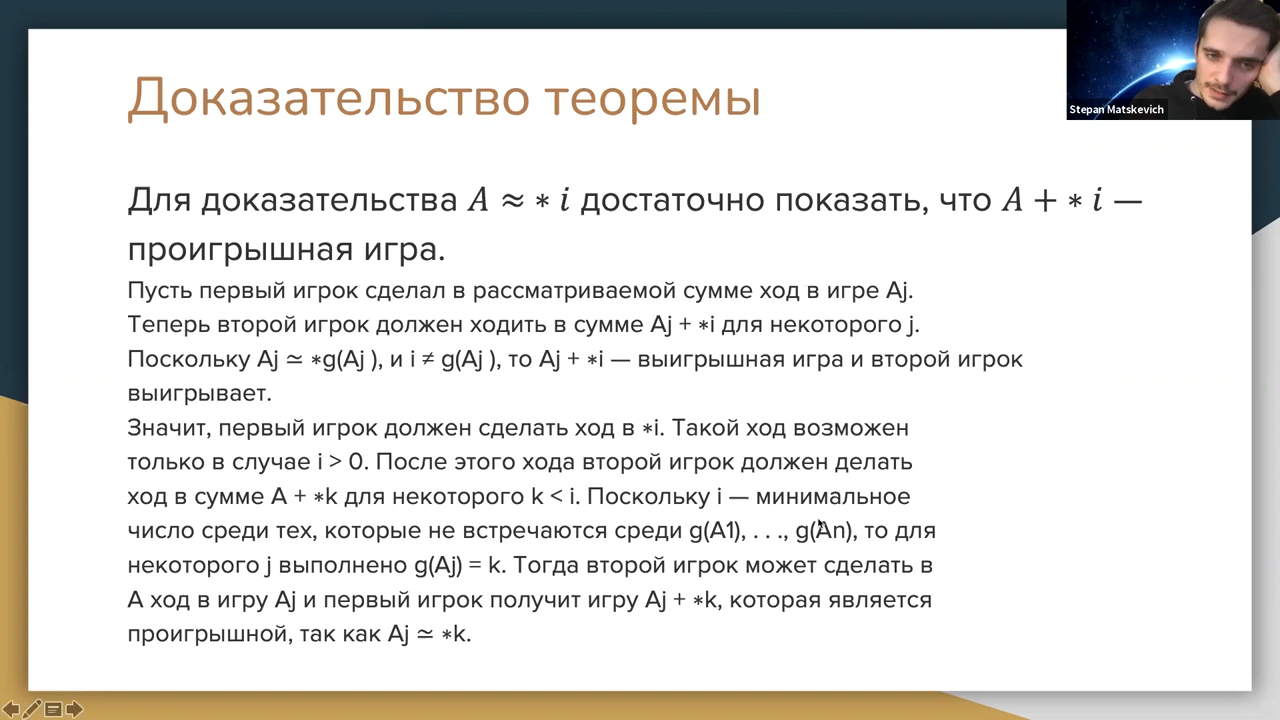 Доказательство теоремы
Stepan Matskevich
Для доказательства A ≈ * i достаточно показать, что A + * i —
проигрышная игра.
Пусть первый игрок сделал в рассматриваемой сумме ход в игре Aj.
Теперь второй игрок должен ходить в сумме Aj + ∗i для некоторого j.
Поскольку Aj ≃ ∗g(Aj ), и i ≠ g(Aj ), то Aj + ∗i — выигрышная игра и второй игрок
выигрывает.
Значит, первый игрок должен сделать ход в ∗i. Такой ход возможен
только в случае i > 0. После этого хода второй игрок должен делать
ход в сумме A + ∗k для некоторого k < i. Поскольку i — минимальное
число среди тех, которые не встречаются среди g(A1), . . ., g(An), то для
некоторого j выполнено g(Aj) = k. Тогда второй игрок может сделать в
A ход в игру Aj и первый игрок получит игру Aj + ∗k, которая является
проигрышной, так как Aj ≃ ∗k.